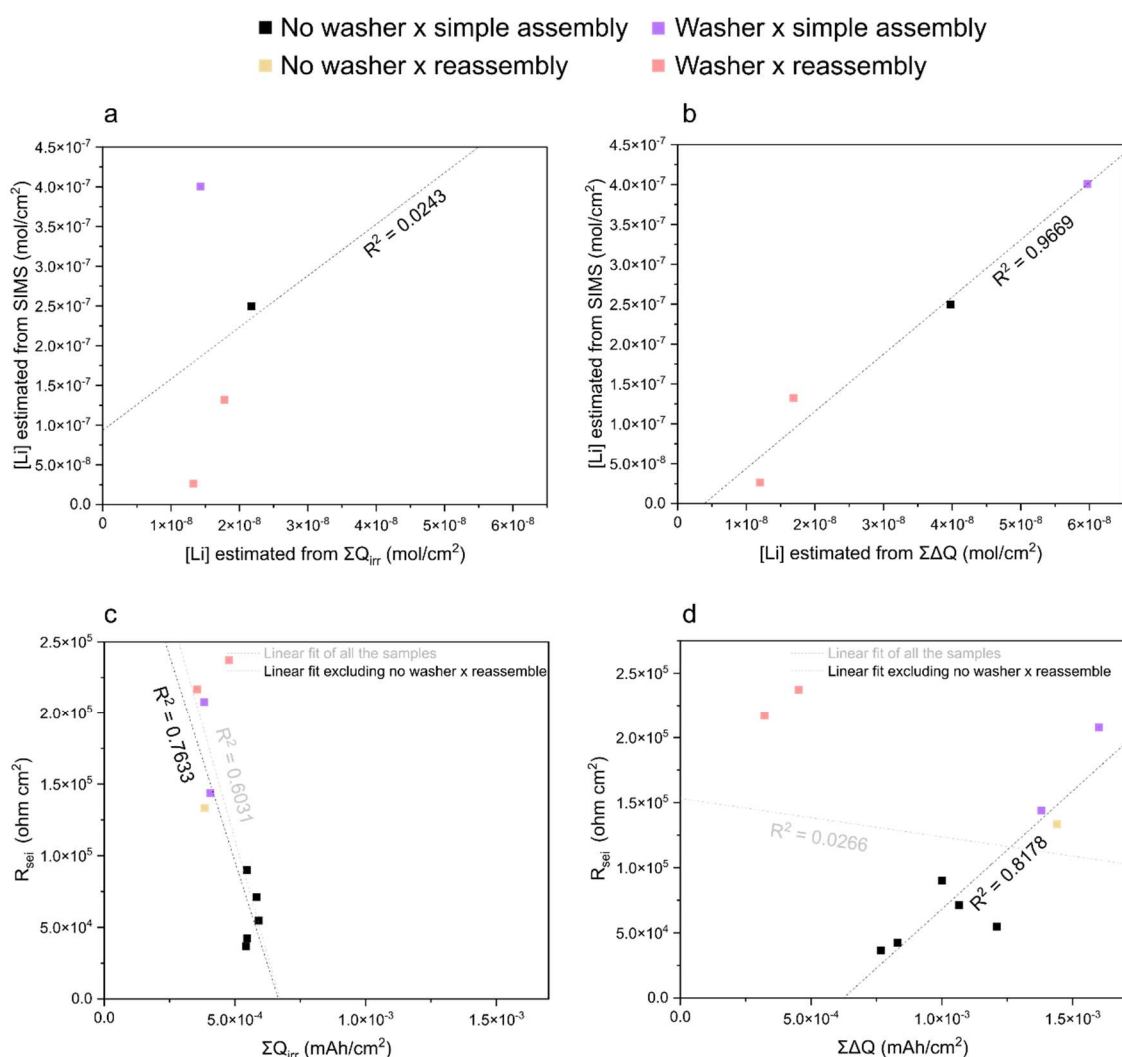 No washer x simple assembly
Washer x simple assembly
No washer x reassembly
Washer x reassembly
a
4.5×10⁻⁷
4.0×10⁻⁷
3.5×10⁻⁷
3.0×10⁻⁷
2.5×10⁻⁷
2.0×10⁻⁷
1.5×10⁻⁷
1.0×10⁻⁷
5.0×10⁻⁸
0.0
[Li] estimated from SIMS (mol/cm²)
R² = 0.0243
0 1×10⁻⁸ 2×10⁻⁸ 3×10⁻⁸ 4×10⁻⁸ 5×10⁻⁸ 6×10⁻⁸
[Li] estimated from ΣQirr (mol/cm²)
b
4.5×10⁻⁷
4.0×10⁻⁷
3.5×10⁻⁷
3.0×10⁻⁷
2.5×10⁻⁷
2.0×10⁻⁷
1.5×10⁻⁷
1.0×10⁻⁷
5.0×10⁻⁸
0.0
[Li] estimated from SIMS (mol/cm²)
R² = 0.9669
0 1×10⁻⁸ 2×10⁻⁸ 3×10⁻⁸ 4×10⁻⁸ 5×10⁻⁸ 6×10⁻⁸
[Li] estimated from ΣΔQ (mol/cm²)
c
2.5×10⁵
2.0×10⁵
1.5×10⁵
1.0×10⁵
5.0×10⁴
0.0
Rsei (ohm cm²)
Linear fit of all the samples
Linear fit excluding no washer x reassemble
R² = 0.7633
R² = 0.6031
0.0 5.0×10⁻⁴ 1.0×10⁻³ 1.5×10⁻³
ΣQirr (mAh/cm²)
d
2.5×10⁵
2.0×10⁵
1.5×10⁵
1.0×10⁵
5.0×10⁴
0.0
Rsei (ohm cm²)
Linear fit of all the samples
Linear fit excluding no washer x reassemble
R² = 0.0266
R² = 0.8178
0.0 5.0×10⁻⁴ 1.0×10⁻³ 1.5×10⁻³
ΣΔQ (mAh/cm²)